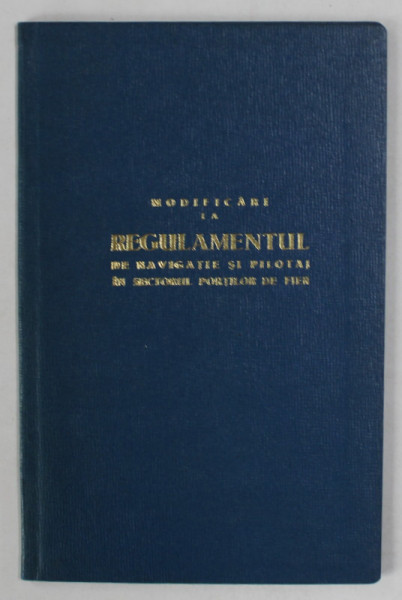 MODIFICĂRI
LA
REGULAMENTUL
DE NAVIGAȚIE ȘI PILOTAJ
ÎN SECTORUL PORȚILOR DE FIER